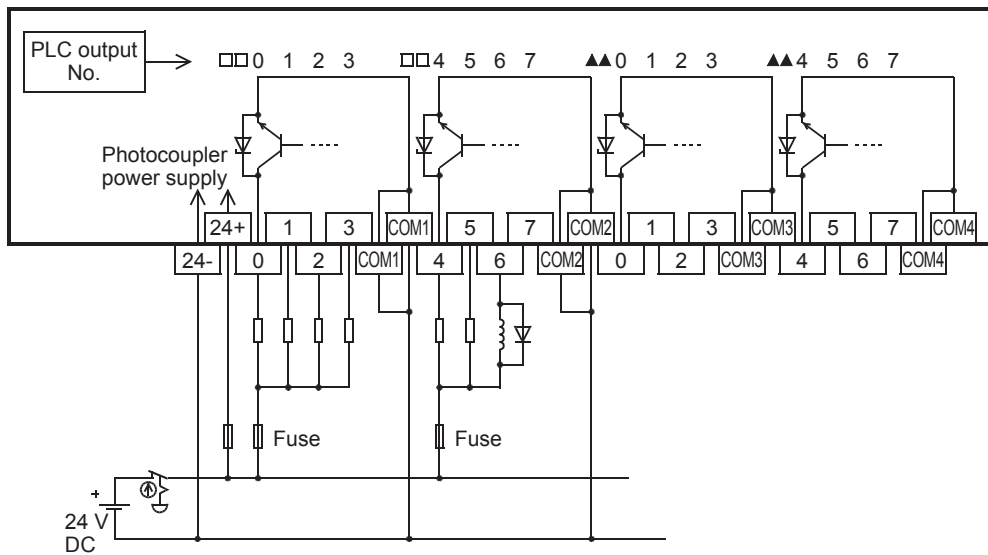 PLC output
No.
□□0 1 2 3 □□4 5 6 7 ▲▲0 1 2 3 ▲▲4 5 6 7
Photocoupler
power supply
24+ 1 3 COM1 5 7 COM2 1 3 COM3 5 7 COM4
24- 0 2 COM1 4 6 COM2 0 2 COM3 4 6 COM4
Fuse Fuse
+
24 V
DC